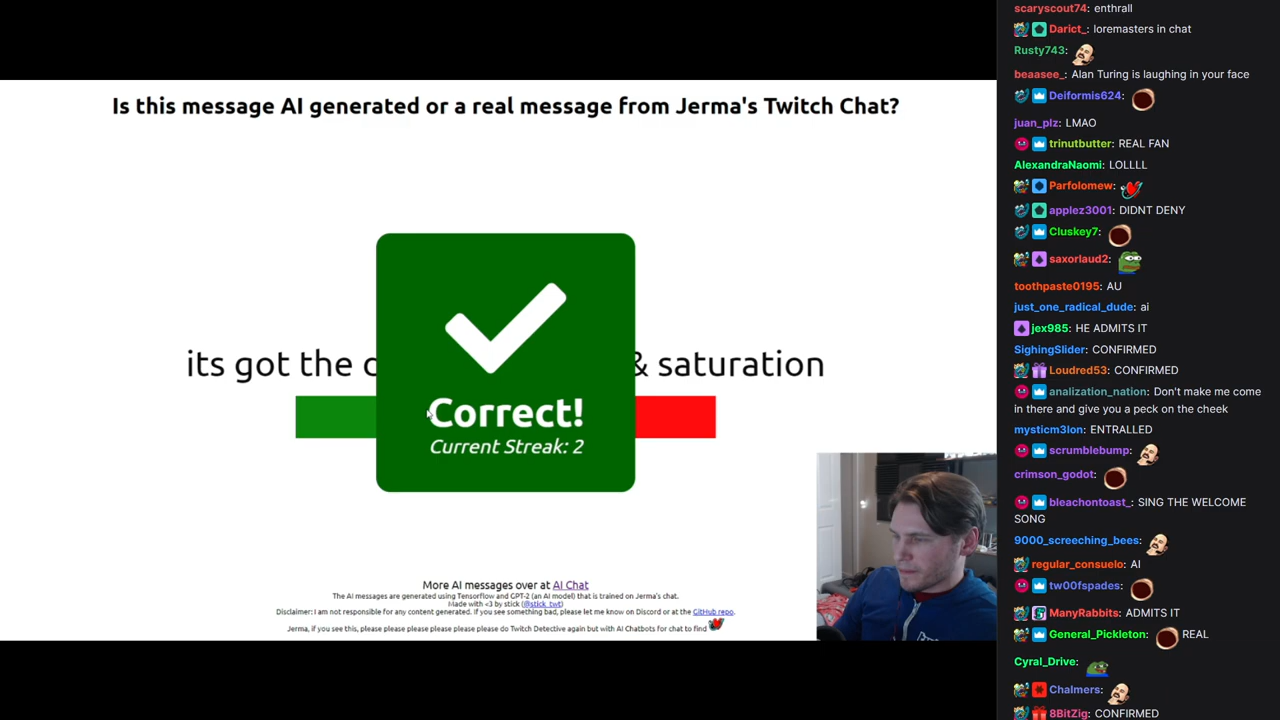 Is this message AI generated or a real message from Jerma's Twitch Chat?
its got the
& saturation
Correct!
Current Streak: 2
More AI messages over at AI Chat
The AI messages are generated using Tensorflow and GPT-2 (an AI model) that is trained on Jerma's chat.
Made with <3 by stick (@stick_twt)
Disclaimer: I am not responsible for any content generated. If you see something bad, please let me know on Discord or at the GitHub repo.
Jerma, if you see this, please please please please please do Twitch Detective again but with AI Chatbots for chat to find
scaryscout74: enthrall
Darict_: loremasters in chat
Rusty743:
beaasee_: Alan Turing is laughing in your face
Deiformis624:
juan_plz: LMAO
trinutbutter: REAL FAN
AlexandraNaomi: LOLLLL
Parfolomew:
applez3001: DIDNT DENY
Cluskey7:
saxorlaud2:
toothpaste0195: AU
just_one_radical_dude: ai
jex985: HE ADMITS IT
SighingSlider: CONFIRMED
Loudred53: CONFIRMED
analization_nation: Don't make me come
in there and give you a peck on the cheek
mysticm3lon: ENTRALLED
scrumblebump:
crimson_godot:
bleachontoast_: SING THE WELCOME
SONG
9000_screeching_bees:
regular_consuelo: AI
tw00fspades:
ManyRabbits: ADMITS IT
General_Pickleton: REAL
Cyral_Drive:
Chalmers:
8BitZig: CONFIRMED